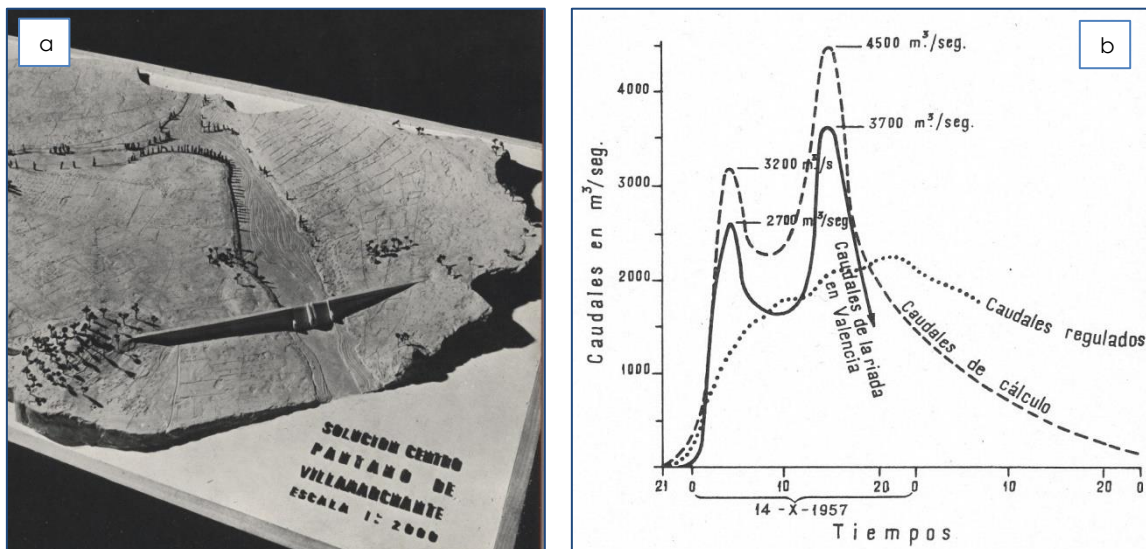 a
SOLUCION CENTRO
PANTANO DE
VILLAMARCHANTE
ESCALA 1:2000
b
4500 m³/seg.
3700 m³/seg.
3200 m³/s
2700 m³/seg.
Caudales en m³/seg.
4000
3000
2000
1000
0
Caudales de la riada
en Valencia
Caudales regulados
Caudales de cálculo
21 0 10 20 0 10 20 0
14-X-1957
Tiempos